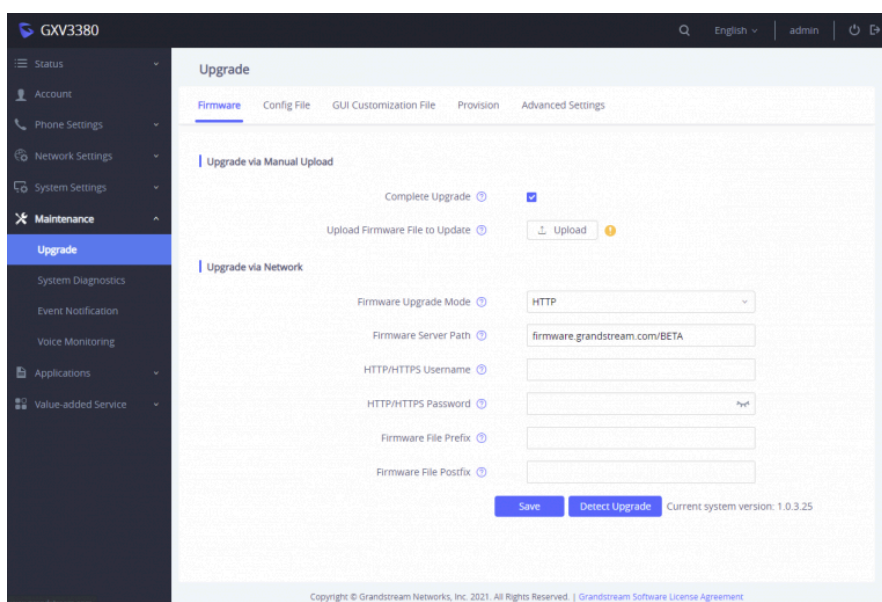 GXV3380
English
admin
Status
Account
Phone Settings
Network Settings
System Settings
Maintenance
Upgrade
System Diagnostics
Event Notification
Voice Monitoring
Applications
Value-added Service
Upgrade
Firmware Config File GUI Customization File Provision Advanced Settings
Upgrade via Manual Upload
Complete Upgrade
Upload Firmware File to Update Upload
Upgrade via Network
Firmware Upgrade Mode HTTP
Firmware Server Path firmware.grandstream.com/BETA
HTTP/HTTPS Username
HTTP/HTTPS Password
Firmware File Prefix
Firmware File Postfix
Save Detect Upgrade Current system version: 1.0.3.25
Copyright © Grandstream Networks, Inc. 2021. All Rights Reserved. | Grandstream Software License Agreement